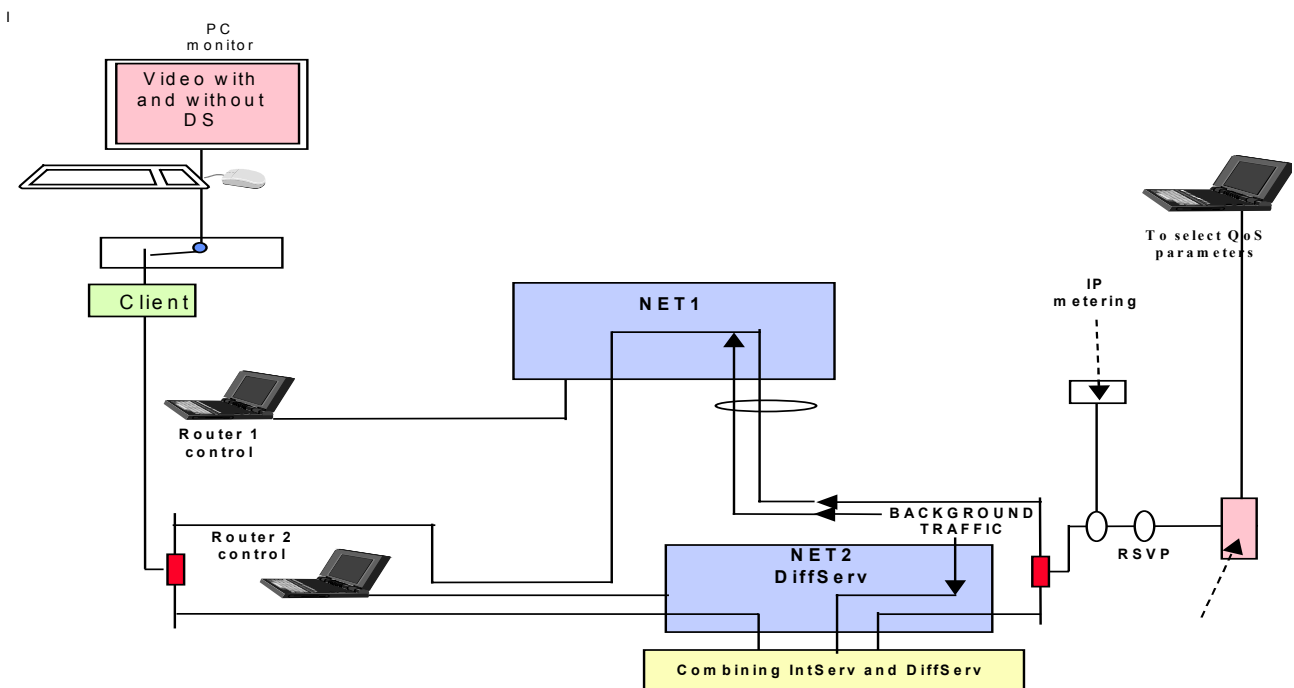 I
PC
monitor
Video with
and without
DS
To select QoS
parameters
Client
NET1
IP
metering
Router 1
control
BACKGROUND
TRAFFIC
Router 2
control
NET2
DiffServ
RSVP
Combining IntServ and DiffServ